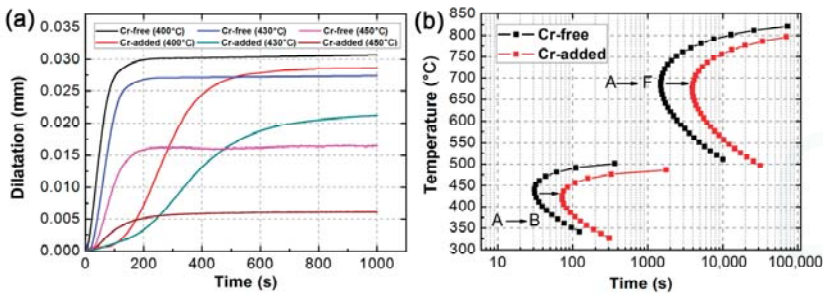 (a)
Cr-free (400°C) Cr-free (430°C) Cr-free (450°C)
Cr-added (400°C) Cr-added (430°C) Cr-added (450°C)
Dilatation (mm)
0.035
0.030
0.025
0.020
0.015
0.010
0.005
0.000
0 200 400 600 800 1000
Time (s)
(b)
Cr-free
Cr-added
Temperature (°C)
850
800
750
700
650
600
550
500
450
400
350
300
A → F
A → B
10 100 1000 10,000 100,000
Time (s)